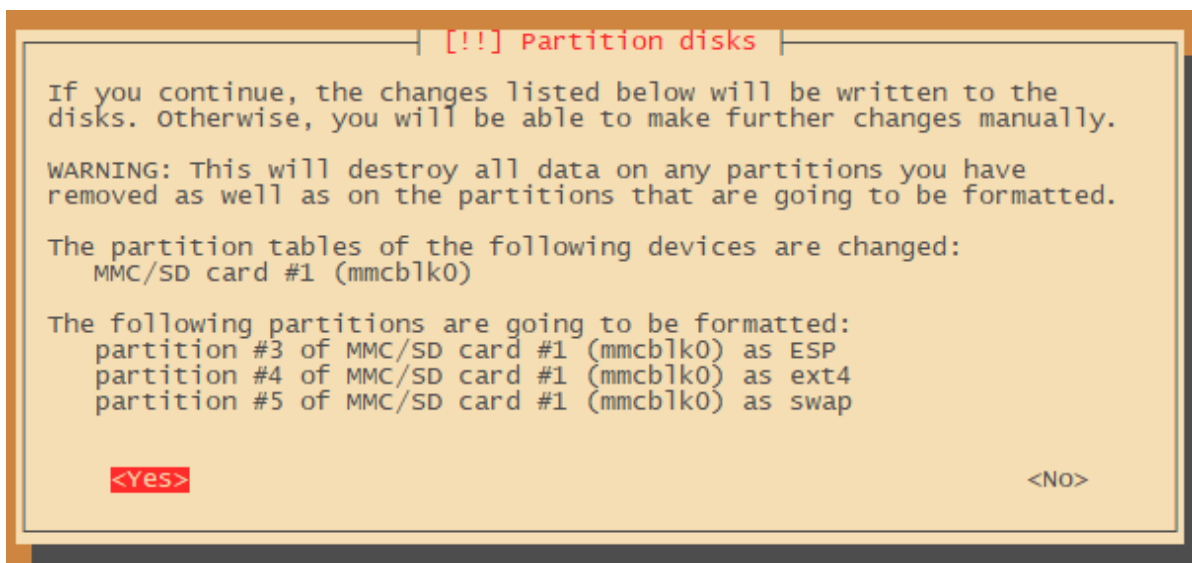 [!!] Partition disks
If you continue, the changes listed below will be written to the
disks. Otherwise, you will be able to make further changes manually.
WARNING: This will destroy all data on any partitions you have
removed as well as on the partitions that are going to be formatted.
The partition tables of the following devices are changed:
MMC/SD card #1 (mmcblk0)
The following partitions are going to be formatted:
partition #3 of MMC/SD card #1 (mmcblk0) as ESP
partition #4 of MMC/SD card #1 (mmcblk0) as ext4
partition #5 of MMC/SD card #1 (mmcblk0) as swap
<Yes> <No>